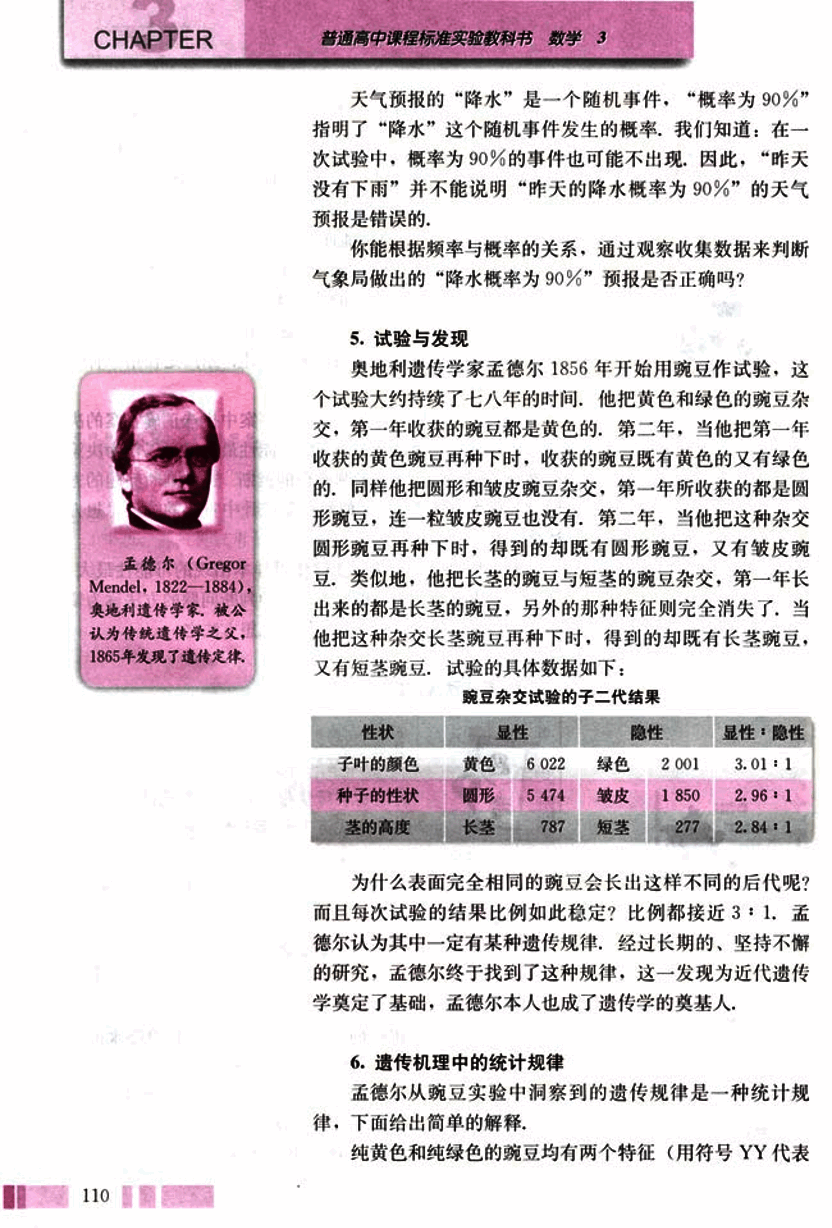 CHAPTER
3
普通高中课程标准实验教科书 数学 3
天气预报的“降水”是一个随机事件，“概率为 90%”
指明了“降水”这个随机事件发生的概率. 我们知道：在一
次试验中，概率为 90%的事件也可能不出现. 因此，“昨天
没有下雨”并不能说明“昨天的降水概率为 90%”的天气
预报是错误的.
你能根据频率与概率的关系，通过观察收集数据来判断
气象局做出的“降水概率为 90%”预报是否正确吗？
5. 试验与发现
奥地利遗传学家孟德尔 1856 年开始用豌豆作试验，这
个试验大约持续了七八年的时间. 他把黄色和绿色的豌豆杂
交，第一年收获的豌豆都是黄色的. 第二年，当他把第一年
收获的黄色豌豆再种下时，收获的豌豆既有黄色的又有绿色
的. 同样他把圆形和皱皮豌豆杂交，第一年所收获的都是圆
形豌豆，连一粒皱皮豌豆也没有. 第二年，当他把这种杂交
圆形豌豆再种下时，得到的却既有圆形豌豆，又有皱皮豌
豆. 类似地，他把长茎的豌豆与短茎的豌豆杂交，第一年长
出来的都是长茎的豌豆，另外的那种特征则完全消失了. 当
他把这种杂交长茎豌豆再种下时，得到的却既有长茎豌豆，
又有短茎豌豆. 试验的具体数据如下：
孟德尔（Gregor
Mendel，1822—1884），
奥地利遗传学家. 被公
认为传统遗传学之父，
1865年发现了遗传定律.
豌豆杂交试验的子二代结果
性状 显性 隐性 显性：隐性
子叶的颜色 黄色 6 022 绿色 2 001 3.01：1
种子的性状 圆形 5 474 皱皮 1 850 2.96：1
茎的高度 长茎 787 短茎 277 2.84：1
为什么表面完全相同的豌豆会长出这样不同的后代呢？
而且每次试验的结果比例如此稳定？比例都接近 3：1. 孟
德尔认为其中一定有某种遗传规律. 经过长期的、坚持不懈
的研究，孟德尔终于找到了这种规律，这一发现为近代遗传
学奠定了基础，孟德尔本人也成了遗传学的奠基人.
6. 遗传机理中的统计规律
孟德尔从豌豆实验中洞察到的遗传规律是一种统计规
律，下面给出简单的解释.
纯黄色和纯绿色的豌豆均有两个特征（用符号 YY 代表
110